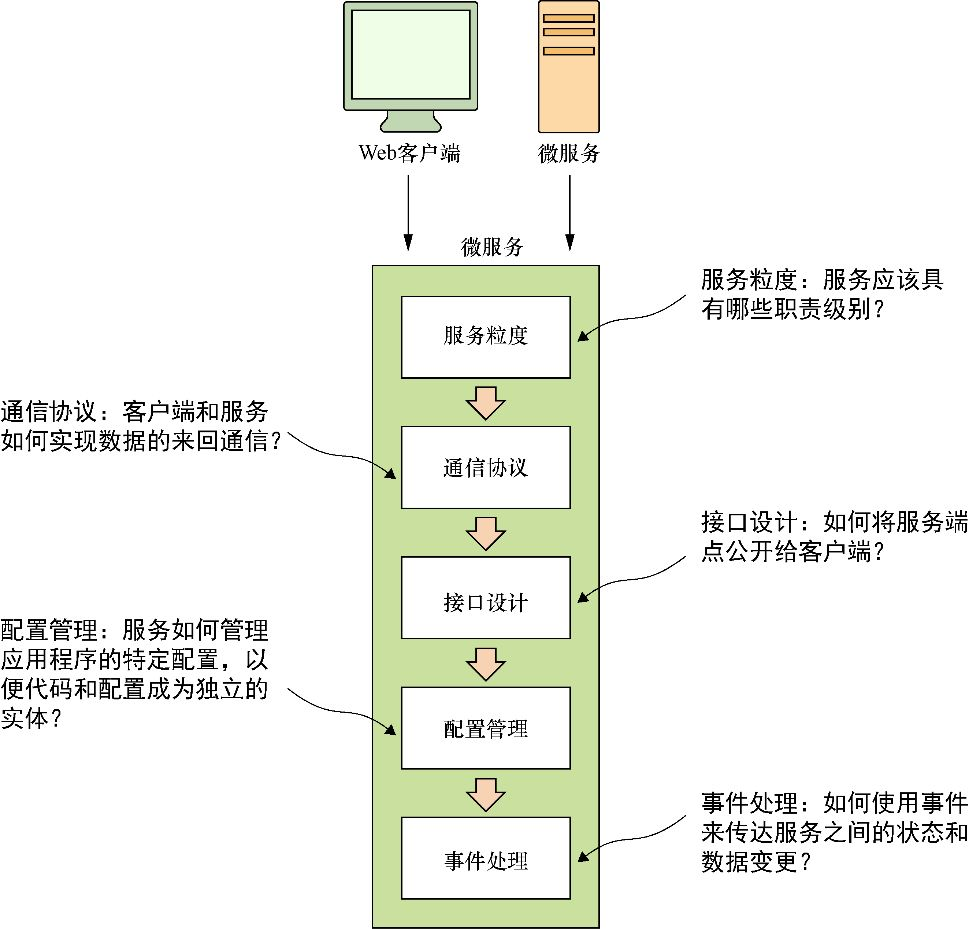 Web客户端
微服务
微服务
服务粒度
服务粒度：服务应该具
有哪些职责级别？
通信协议：客户端和服务
如何实现数据的来回通信？
通信协议
接口设计：如何将服务端
点公开给客户端？
接口设计
配置管理：服务如何管理
应用程序的特定配置，以
便代码和配置成为独立的
实体？
配置管理
事件处理：如何使用事件
来传达服务之间的状态和
数据变更？
事件处理